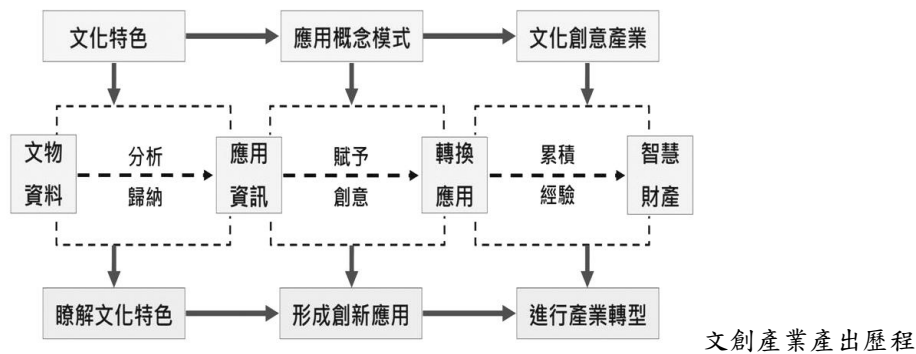 文化特色
應用概念模式
文化創意產業
文物
資料
分析
歸納
應用
資訊
賦予
創意
轉換
應用
累積
經驗
智慧
財產
瞭解文化特色
形成創新應用
進行產業轉型
文創產業產出歷程